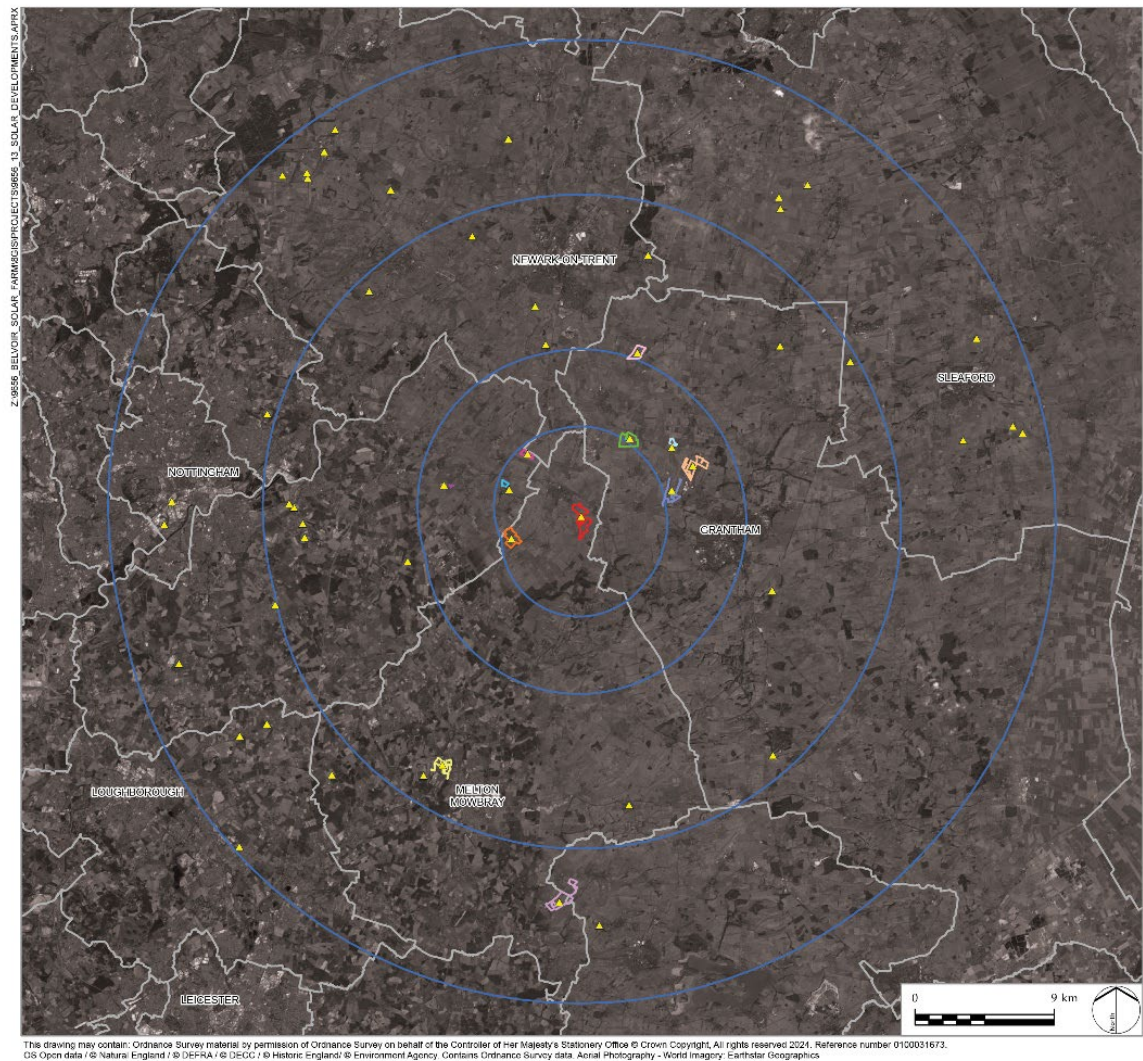 Z:\9656_BELVOIR_SOLAR_FARM\8GIS\PROJECTS\9656_13_SOLAR_DEVELOPMENTS.APRX
NEWARK-ON-TRENT
SLEAFORD
NOTTINGHAM
GRANTHAM
MELTON
MOWBRAY
LOUGHBOROUGH
LEICESTER
0 9 km
North
This drawing may contain: Ordnance Survey material by permission of Ordnance Survey on behalf of the Controller of Her Majesty's Stationery Office © Crown Copyright, All rights reserved 2024. Reference number 0100031673.
OS Open data / © Natural England / © DEFRA / © DECC / © Historic England/ © Environment Agency. Contains Ordnance Survey data. Aerial Photography - World Imagery: Earthstar Geographics